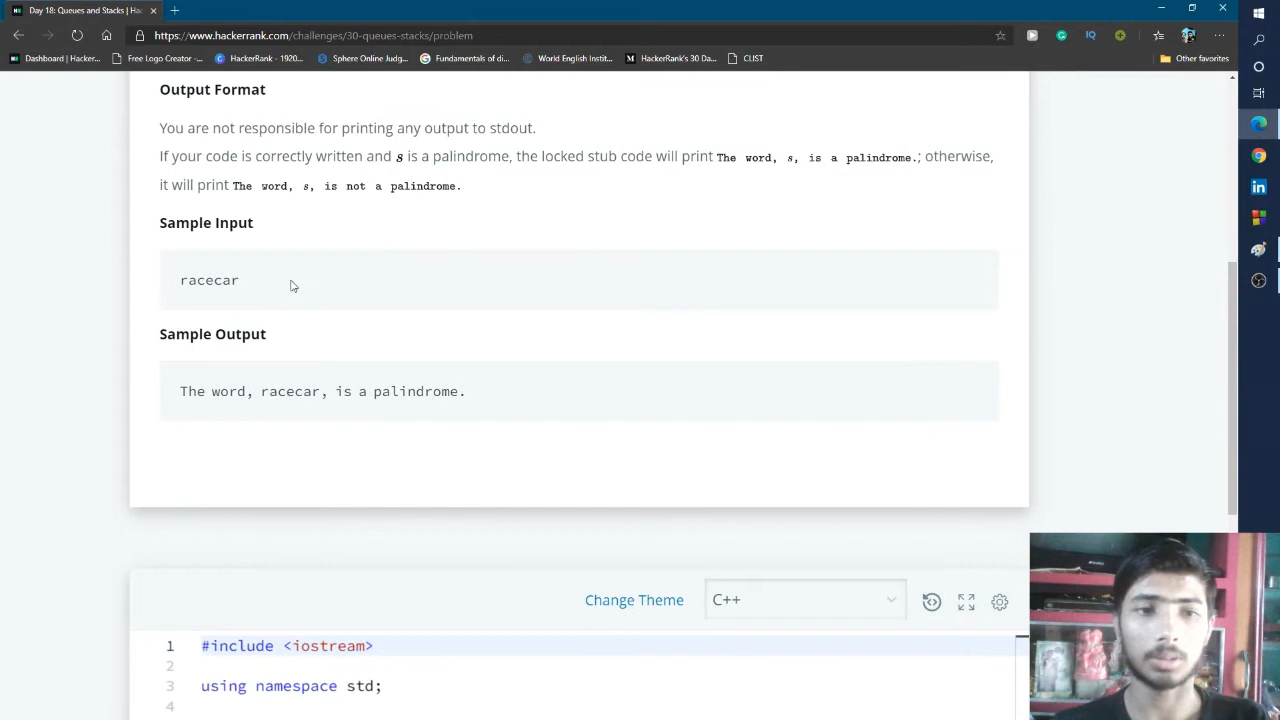 Day 18: Queues and Stacks | Hac
https://www.hackerrank.com/challenges/30-queues-stacks/problem
Dashboard | Hacker...
Free Logo Creator -...
HackerRank - 1920...
Sphere Online Judg...
Fundamentals of di...
World English Instit...
HackerRank's 30 Da...
CLIST
Other favorites
Output Format
You are not responsible for printing any output to stdout.
If your code is correctly written and s is a palindrome, the locked stub code will print The word, s, is a palindrome.; otherwise,
it will print The word, s, is not a palindrome.
Sample Input
racecar
Sample Output
The word, racecar, is a palindrome.
Change Theme
C++
1 #include <iostream>
2
3 using namespace std;
4